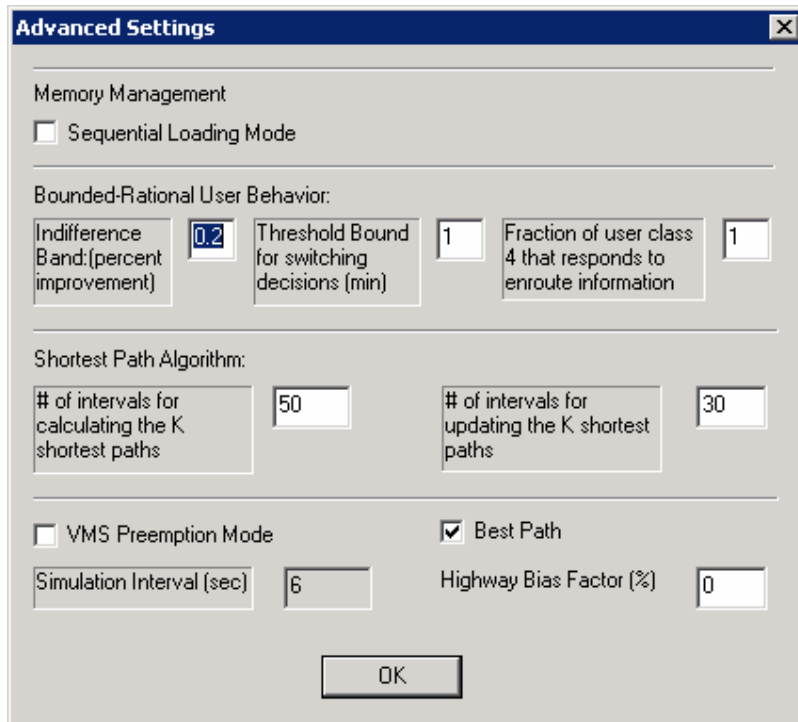 Advanced Settings
Memory Management
Sequential Loading Mode
Bounded-Rational User Behavior:
Indifference
Band:(percent
improvement)
0.2
Threshold Bound
for switching
decisions (min)
1
Fraction of user class
4 that responds to
enroute information
1
Shortest Path Algorithm:
# of intervals for
calculating the K
shortest paths
50
# of intervals for
updating the K shortest
paths
30
VMS Preemption Mode
Best Path
Simulation Interval (sec)
6
Highway Bias Factor (%)
0
OK